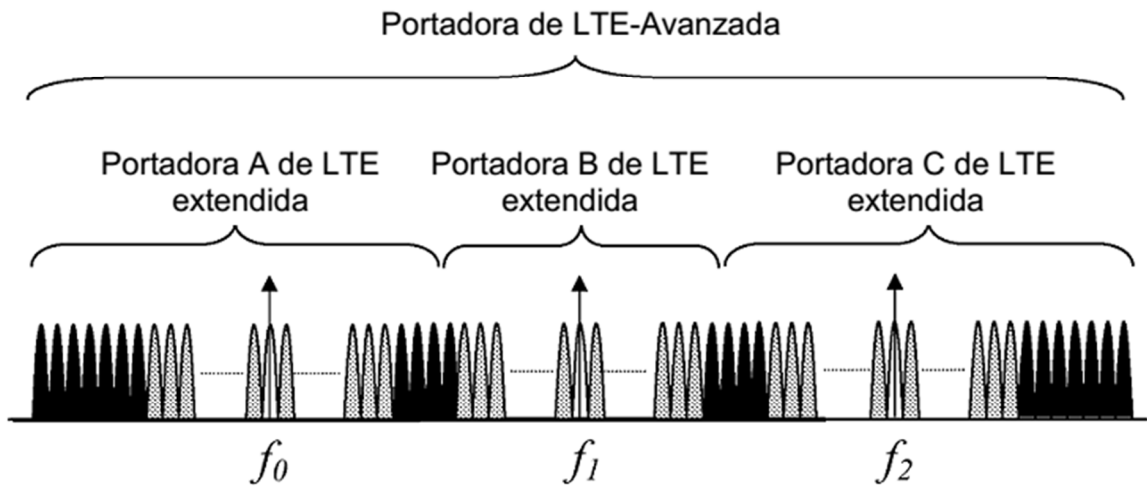 Portadora de LTE-Avanzada
Portadora A de LTE
extendida
Portadora B de LTE
extendida
Portadora C de LTE
extendida
f0
f1
f2